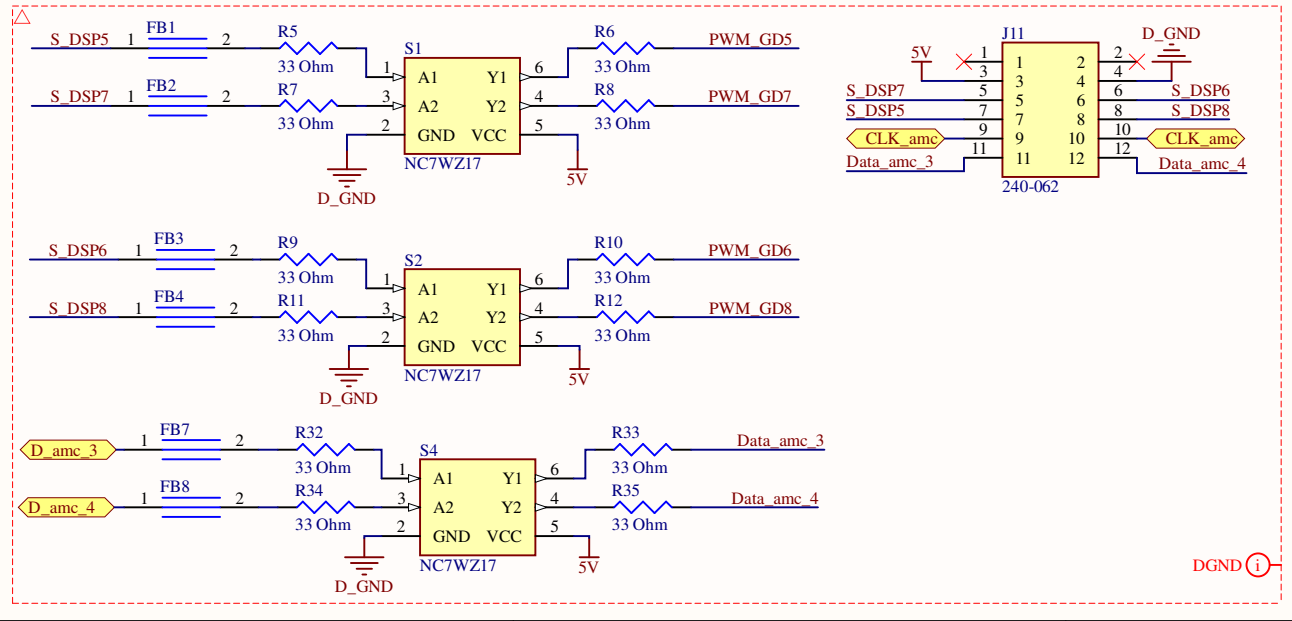 FB1
R5
R6
S_DSP5 1 2
PWM_GD5
33 Ohm
S1
33 Ohm
1 A1 Y1 6
FB2
R7
R8
S_DSP7 1 2
3 A2 Y2 4
PWM_GD7
33 Ohm
33 Ohm
2 GND VCC 5
NC7WZ17
D_GND
5V
J11
D_GND
5V
1 1 2 2
3 3 4 4
S_DSP7 5 5 6 6 S_DSP6
S_DSP5 7 7 8 8 S_DSP8
CLK_amc 9 9 10 10 CLK_amc
Data_amc_3 11 11 12 12 Data_amc_4
240-062
FB3
R9
R10
S_DSP6 1 2
PWM_GD6
33 Ohm
S2
33 Ohm
1 A1 Y1 6
FB4
R11
R12
S_DSP8 1 2
3 A2 Y2 4
PWM_GD8
33 Ohm
33 Ohm
2 GND VCC 5
NC7WZ17
D_GND
5V
FB7
R32
R33
D_amc_3 1 2
Data_amc_3
33 Ohm
S4
33 Ohm
1 A1 Y1 6
FB8
R34
R35
D_amc_4 1 2
3 A2 Y2 4
Data_amc_4
33 Ohm
33 Ohm
2 GND VCC 5
NC7WZ17
D_GND
5V
DGND i